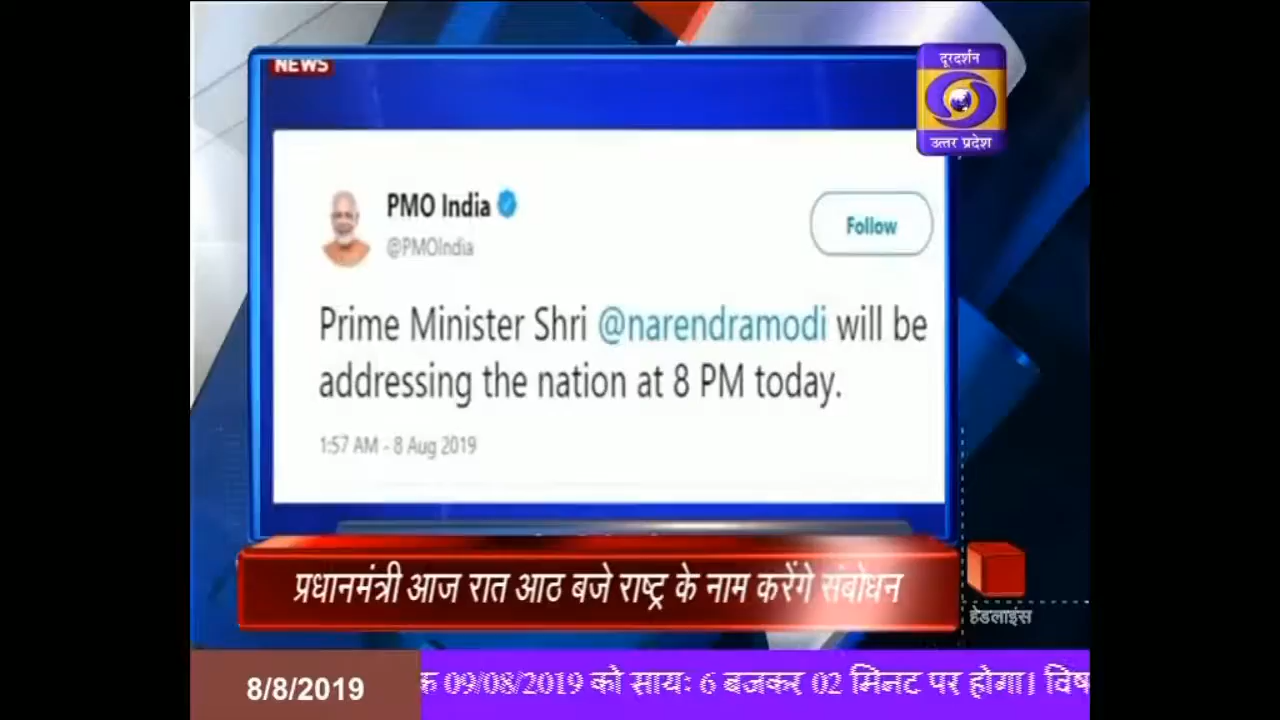 NEWS
दूरदर्शन
उत्तर प्रदेश
PMO India
@PMOIndia
Follow
Prime Minister Shri @narendramodi will be
addressing the nation at 8 PM today.
1:57 AM - 8 Aug 2019
प्रधानमंत्री आज रात आठ बजे राष्ट्र के नाम करेंगे संबोधन
हेडलाइंस
8/8/2019
09/08/2019 को सायः 6 बजकर 02 मिनट पर होगा।